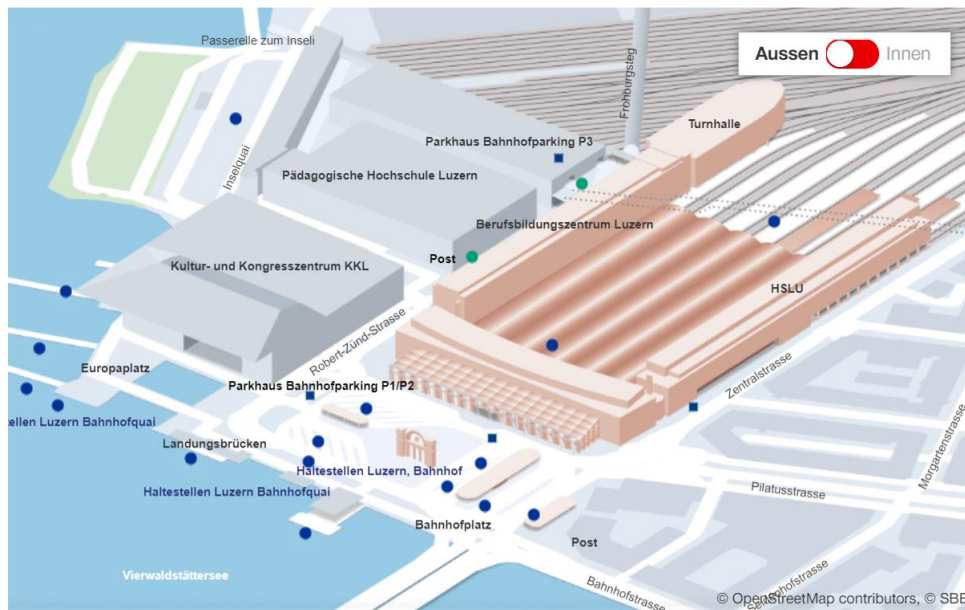 Passerelle zum Inseli
Aussen
Innen
Frohburgsteg
Turnhalle
Parkhaus Bahnhofparking P3
Inselquai
Pädagogische Hochschule Luzern
Berufsbildungszentrum Luzern
Post
Kultur- und Kongresszentrum KKL
HSLU
Robert-Zünd-Strasse
Europaplatz
Zentralstrasse
Parkhaus Bahnhofparking P1/P2
tellen Luzern Bahnhofquai
Landungsbrücken
Haltestellen Luzern, Bahnhof
Morgartenstrasse
Haltestellen Luzern Bahnhofquai
Pilatusstrasse
Bahnhofplatz
Post
Vierwaldstättersee
Bahnhofstrasse
© OpenStreetMap contributors, © SBB